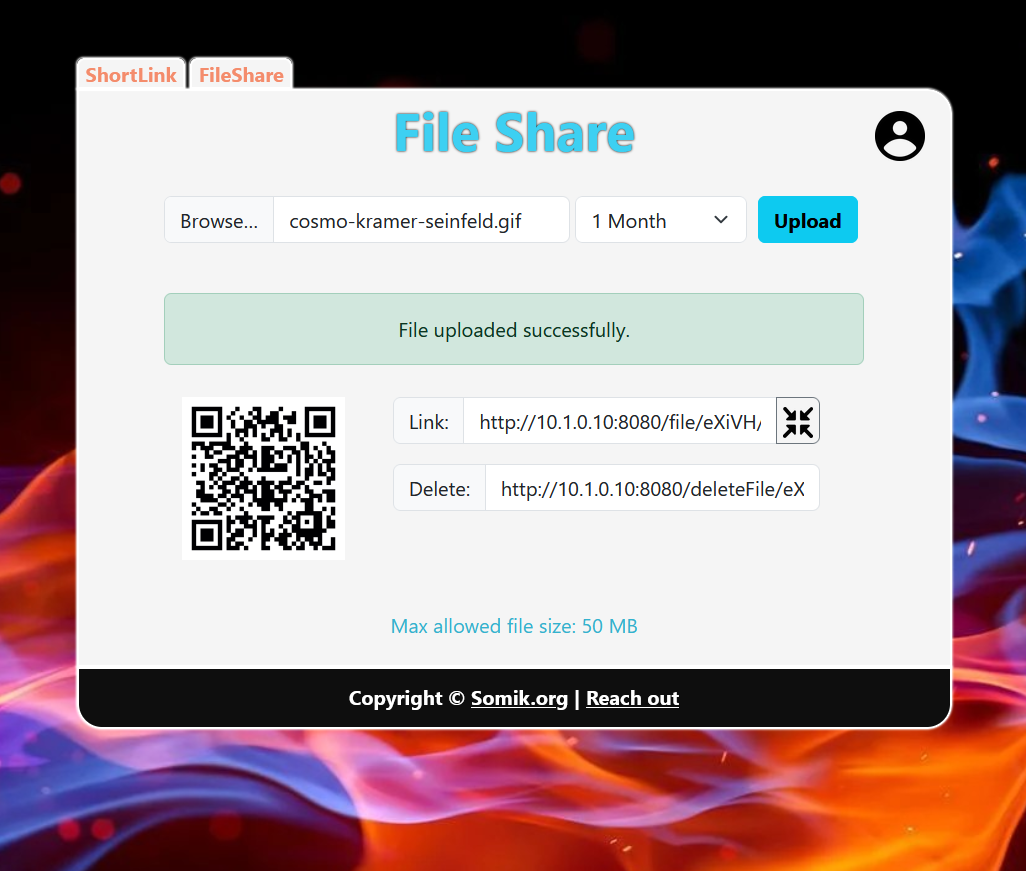 ShortLink FileShare
File Share
Browse... cosmo-kramer-seinfeld.gif 1 Month Upload
File uploaded successfully.
Link: http://10.1.0.10:8080/file/eXiVH/
Delete: http://10.1.0.10:8080/deleteFile/eX
Max allowed file size: 50 MB
Copyright © Somik.org | Reach out